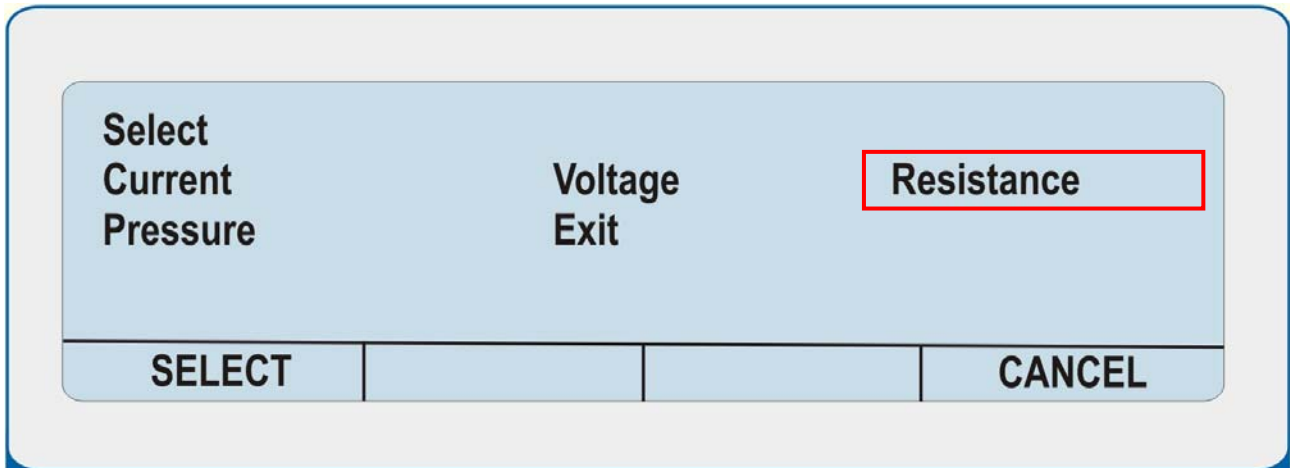 Select
Current Voltage Resistance
Pressure Exit
SELECT CANCEL